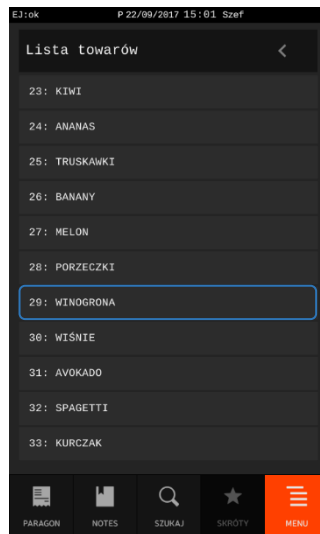 EJ:ok P 22/09/2017 15:01 Szef
Lista towarów
23: KIWI
24: ANANAS
25: TRUSKAWKI
26: BANANY
27: MELON
28: PORZECZKI
29: WINOGRONA
30: WIŚNIE
31: AVOKADO
32: SPAGETTI
33: KURCZAK
PARAGON NOTES SZUKAJ SKRÓTY MENU